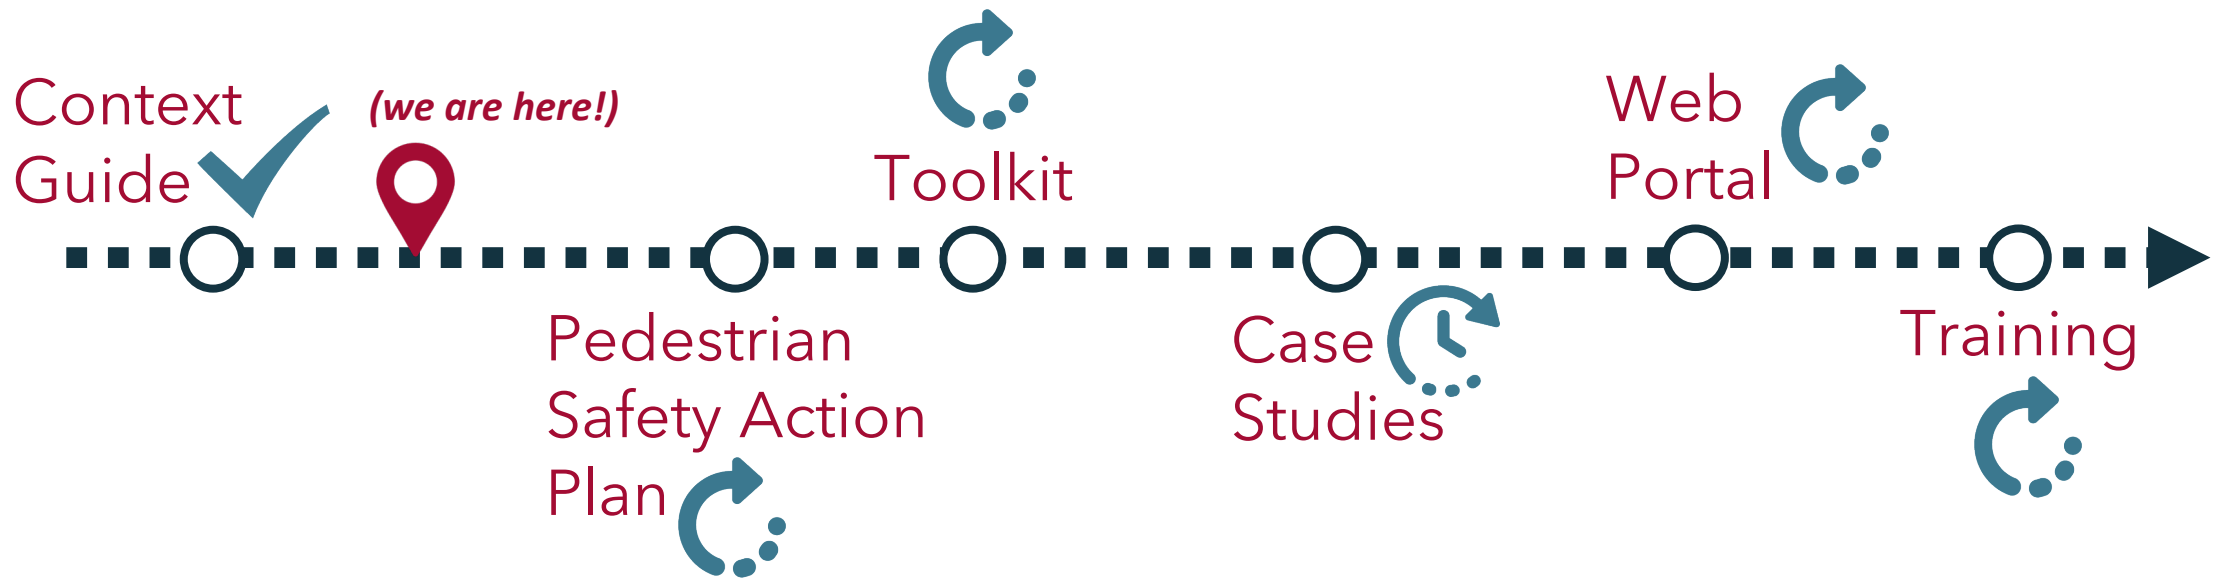 Context
Guide
(we are here!)
Pedestrian
Safety Action
Plan
Toolkit
Case
Studies
Web
Portal
Training